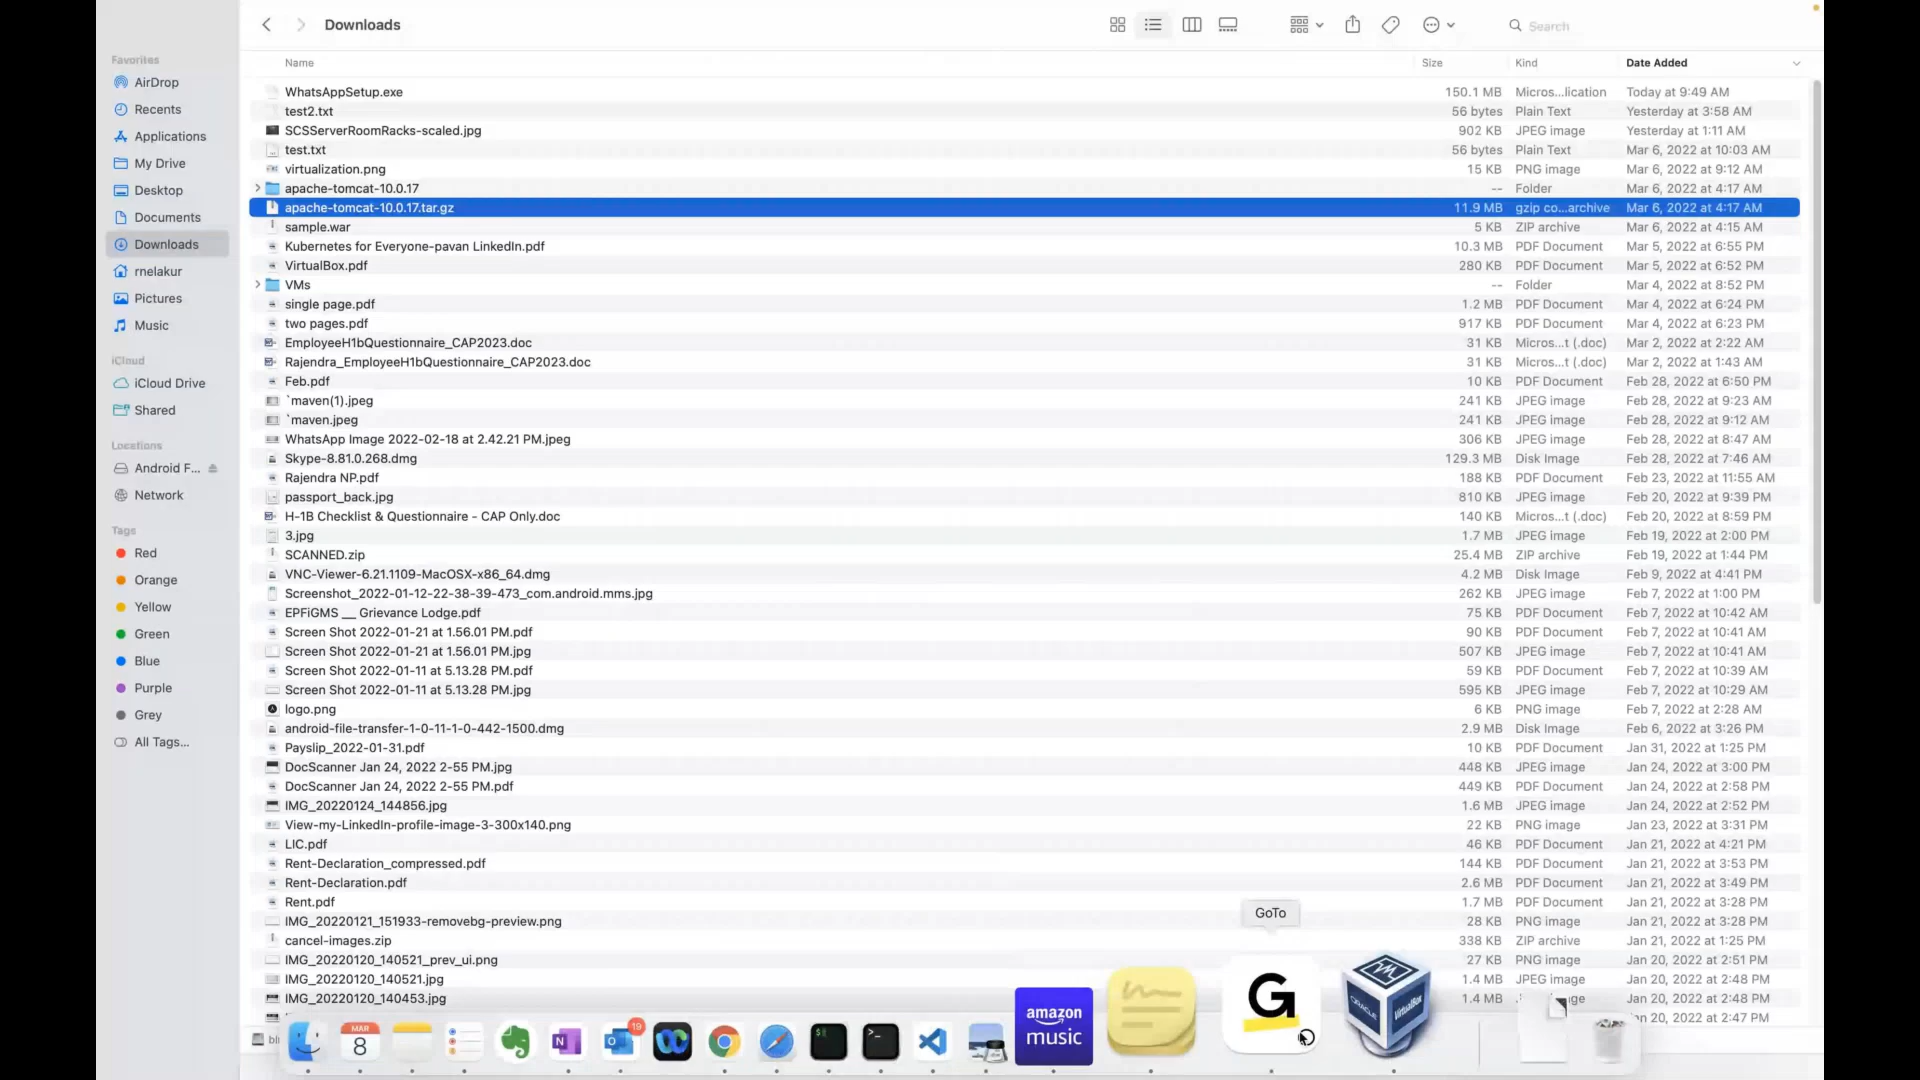 Downloads
Search
Favorites
AirDrop
Recents
Applications
My Drive
Desktop
Documents
Downloads
rnelakur
Pictures
Music
iCloud
iCloud Drive
Shared
Locations
Android F...
Network
Tags
Red
Orange
Yellow
Green
Blue
Purple
Grey
All Tags...
Name Size Kind Date Added
WhatsAppSetup.exe 150.1 MB Micros...lication Today at 9:49 AM
test2.txt 56 bytes Plain Text Yesterday at 3:58 AM
SCSServerRoomRacks-scaled.jpg 902 KB JPEG image Yesterday at 1:11 AM
test.txt 56 bytes Plain Text Mar 6, 2022 at 10:03 AM
virtualization.png 15 KB PNG image Mar 6, 2022 at 9:12 AM
apache-tomcat-10.0.17 -- Folder Mar 6, 2022 at 4:17 AM
apache-tomcat-10.0.17.tar.gz 11.9 MB gzip co...archive Mar 6, 2022 at 4:17 AM
sample.war 5 KB ZIP archive Mar 6, 2022 at 4:15 AM
Kubernetes for Everyone-pavan LinkedIn.pdf 10.3 MB PDF Document Mar 5, 2022 at 6:55 PM
VirtualBox.pdf 280 KB PDF Document Mar 5, 2022 at 6:52 PM
VMs -- Folder Mar 4, 2022 at 8:52 PM
single page.pdf 1.2 MB PDF Document Mar 4, 2022 at 6:24 PM
two pages.pdf 917 KB PDF Document Mar 4, 2022 at 6:23 PM
EmployeeH1bQuestionnaire_CAP2023.doc 31 KB Micros...t (.doc) Mar 2, 2022 at 2:22 AM
Rajendra_EmployeeH1bQuestionnaire_CAP2023.doc 31 KB Micros...t (.doc) Mar 2, 2022 at 1:43 AM
Feb.pdf 10 KB PDF Document Feb 28, 2022 at 6:50 PM
`maven(1).jpeg 241 KB JPEG image Feb 28, 2022 at 9:23 AM
`maven.jpeg 241 KB JPEG image Feb 28, 2022 at 9:12 AM
WhatsApp Image 2022-02-18 at 2.42.21 PM.jpeg 306 KB JPEG image Feb 28, 2022 at 8:47 AM
Skype-8.81.0.268.dmg 129.3 MB Disk Image Feb 28, 2022 at 7:46 AM
Rajendra NP.pdf 188 KB PDF Document Feb 23, 2022 at 11:55 AM
passport_back.jpg 810 KB JPEG image Feb 20, 2022 at 9:39 PM
H-1B Checklist & Questionnaire - CAP Only.doc 140 KB Micros...t (.doc) Feb 20, 2022 at 8:59 PM
3.jpg 1.7 MB JPEG image Feb 19, 2022 at 2:00 PM
SCANNED.zip 25.4 MB ZIP archive Feb 19, 2022 at 1:44 PM
VNC-Viewer-6.21.1109-MacOSX-x86_64.dmg 4.2 MB Disk Image Feb 9, 2022 at 4:41 PM
Screenshot_2022-01-12-22-38-39-473_com.android.mms.jpg 262 KB JPEG image Feb 7, 2022 at 1:00 PM
EPFiGMS __ Grievance Lodge.pdf 75 KB PDF Document Feb 7, 2022 at 10:42 AM
Screen Shot 2022-01-21 at 1.56.01 PM.pdf 90 KB PDF Document Feb 7, 2022 at 10:41 AM
Screen Shot 2022-01-21 at 1.56.01 PM.jpg 507 KB JPEG image Feb 7, 2022 at 10:41 AM
Screen Shot 2022-01-11 at 5.13.28 PM.pdf 59 KB PDF Document Feb 7, 2022 at 10:39 AM
Screen Shot 2022-01-11 at 5.13.28 PM.jpg 595 KB JPEG image Feb 7, 2022 at 10:29 AM
logo.png 6 KB PNG image Feb 7, 2022 at 2:28 AM
android-file-transfer-1-0-11-1-0-442-1500.dmg 2.9 MB Disk Image Feb 6, 2022 at 3:26 PM
Payslip_2022-01-31.pdf 10 KB PDF Document Jan 31, 2022 at 1:25 PM
DocScanner Jan 24, 2022 2-55 PM.jpg 448 KB JPEG image Jan 24, 2022 at 3:00 PM
DocScanner Jan 24, 2022 2-55 PM.pdf 449 KB PDF Document Jan 24, 2022 at 2:58 PM
IMG_20220124_144856.jpg 1.6 MB JPEG image Jan 24, 2022 at 2:52 PM
View-my-LinkedIn-profile-image-3-300x140.png 22 KB PNG image Jan 23, 2022 at 3:31 PM
LIC.pdf 46 KB PDF Document Jan 21, 2022 at 4:21 PM
Rent-Declaration_compressed.pdf 144 KB PDF Document Jan 21, 2022 at 3:53 PM
Rent-Declaration.pdf 2.6 MB PDF Document Jan 21, 2022 at 3:49 PM
Rent.pdf 1.7 MB PDF Document Jan 21, 2022 at 3:28 PM
IMG_20220121_151933-removebg-preview.png 28 KB PNG image Jan 21, 2022 at 3:28 PM
cancel-images.zip 338 KB ZIP archive Jan 21, 2022 at 1:25 PM
IMG_20220120_140521_prev_ui.png 27 KB PNG image Jan 20, 2022 at 2:51 PM
IMG_20220120_140521.jpg 1.4 MB JPEG image Jan 20, 2022 at 2:48 PM
IMG_20220120_140453.jpg 1.4 MB Jan 20, 2022 at 2:48 PM
20, 2022 at 2:47 PM
GoTo
MAR
8
19
amazon
music
G
ORACLE
VirtualBox